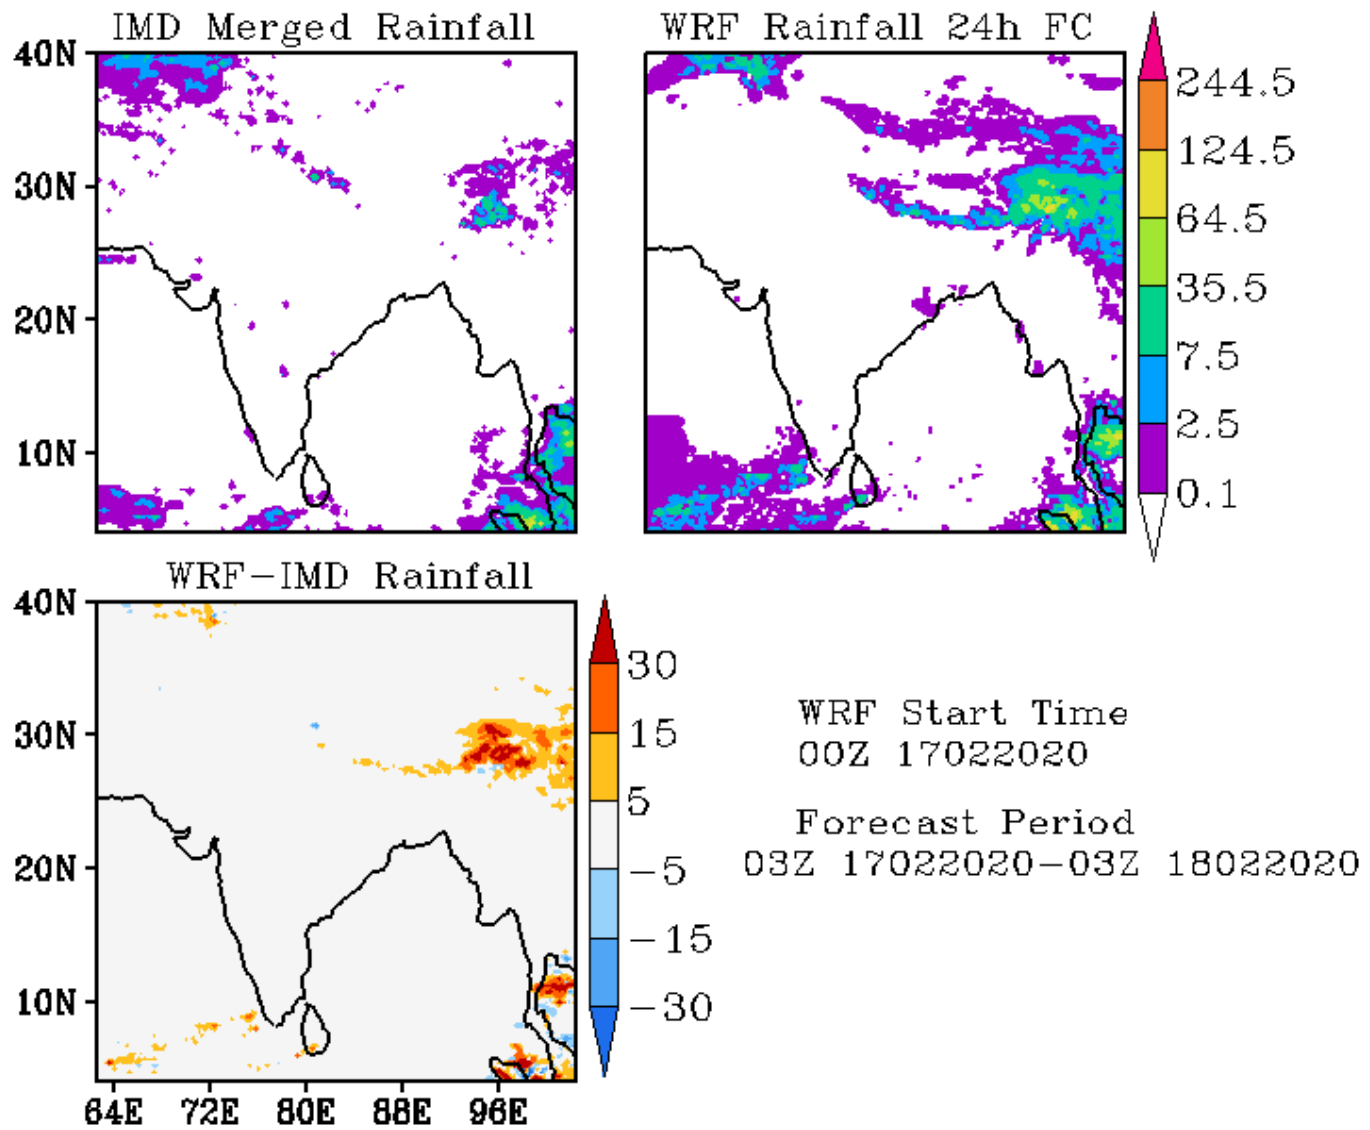 IMD Merged Rainfall
40N
30N
20N
10N
WRF Rainfall 24h FC
244.5
124.5
64.5
35.5
7.5
2.5
0.1
WRF-IMD Rainfall
40N
30N
20N
10N
64E 72E 80E 88E 96E
30
15
5
-5
-15
-30
WRF Start Time
00Z 17022020
Forecast Period
03Z 17022020-03Z 18022020